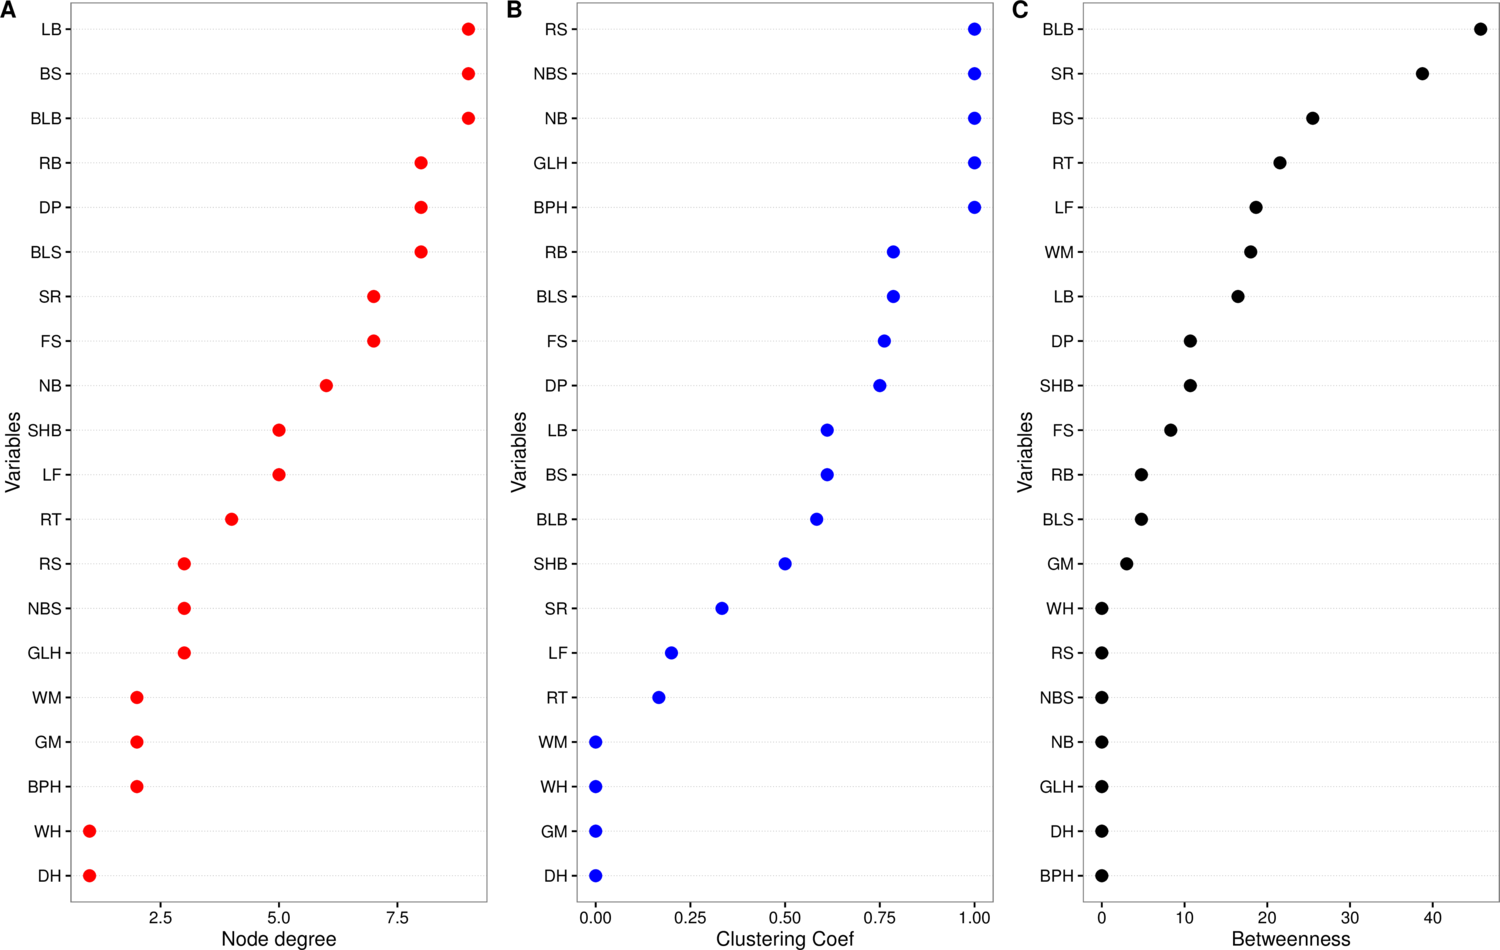 A
LB
BS
BLB
RB
DP
BLS
SR
FS
NB
SHB
LF
RT
RS
NBS
GLH
WM
GM
BPH
WH
DH
Variables
2.5 5.0 7.5
Node degree
B
RS
NBS
NB
GLH
BPH
RB
BLS
FS
DP
LB
BS
BLB
SHB
SR
LF
RT
WM
WH
GM
DH
Variables
0.00 0.25 0.50 0.75 1.00
Clustering Coef
C
BLB
SR
BS
RT
LF
WM
LB
DP
SHB
FS
RB
BLS
GM
WH
RS
NBS
NB
GLH
DH
BPH
Variables
0 10 20 30 40
Betweenness